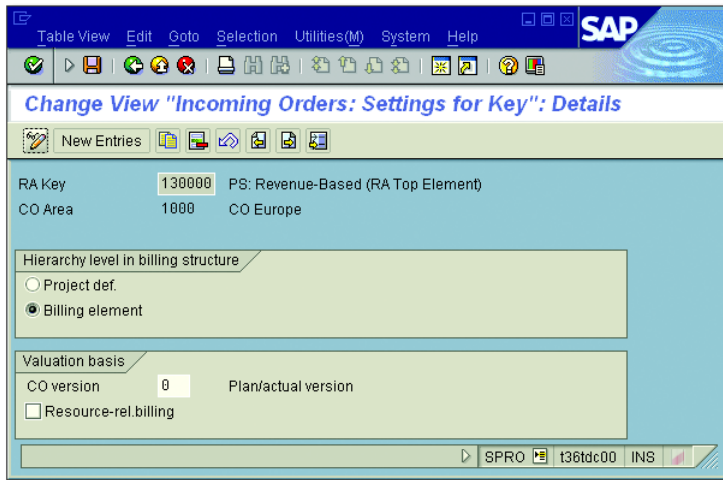 SAP
Table View Edit Goto Selection Utilities(M) System Help
Change View "Incoming Orders: Settings for Key": Details
New Entries
RA Key 130000 PS: Revenue-Based (RA Top Element)
CO Area 1000 CO Europe
Hierarchy level in billing structure
Project def.
Billing element
Valuation basis
CO version 0 Plan/actual version
Resource-rel.billing
SPRO t36tdc00 INS